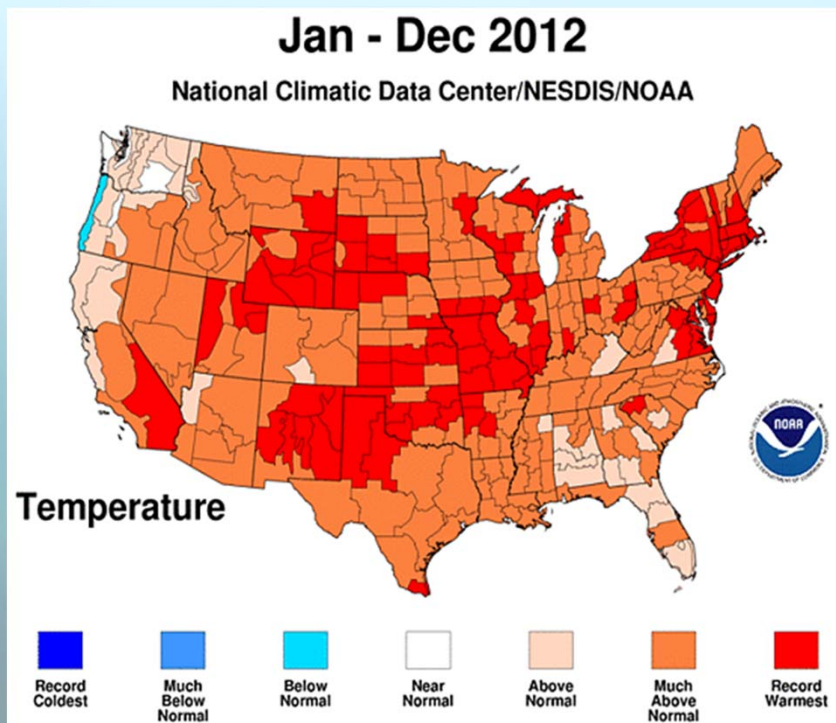 Jan - Dec 2012
National Climatic Data Center/NESDIS/NOAA
NOAA
Temperature
Record
Coldest
Much
Below
Normal
Below
Normal
Near
Normal
Above
Normal
Much
Above
Normal
Record
Warmest